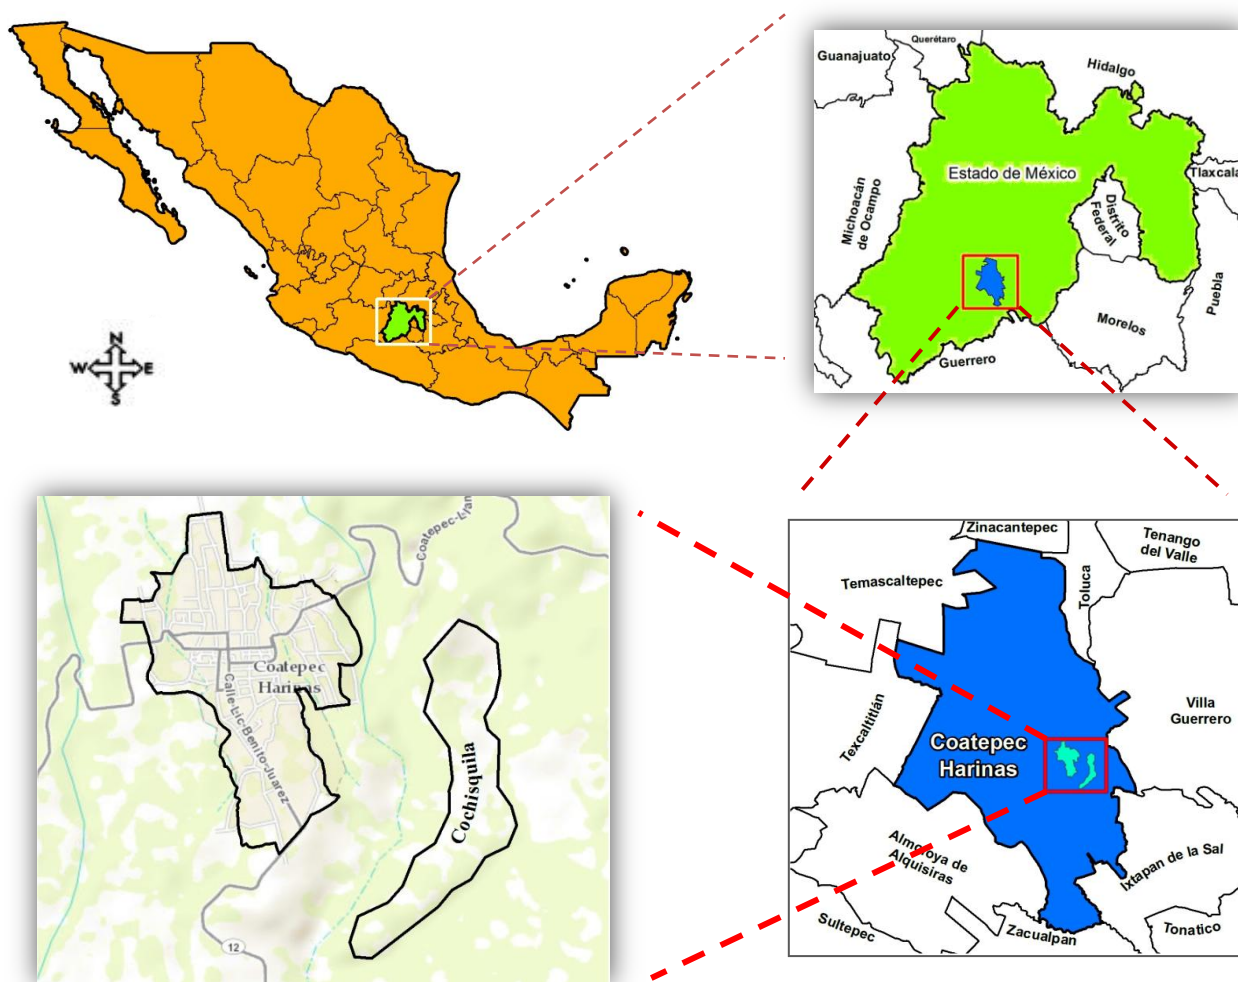 N
W E
S
Querétaro
Guanajuato
Hidalgo
Estado de México
Tlaxcala
Michoacán
de Ocampo
Distrito
Federal
Puebla
Morelos
Guerrero
Coatepec-Llan
Coatepec
Harinas
Calle-Lic-Benito-Juarez
Cochisquila
12
Zinacantepec
Tenango
del Valle
Temascaltepec
Toluca
Texcaltitlán
Villa
Guerrero
Coatepec
Harinas
Almoloya de
Alquisiras
Ixtapan de la Sal
Sultepec
Zacualpan
Tonatico